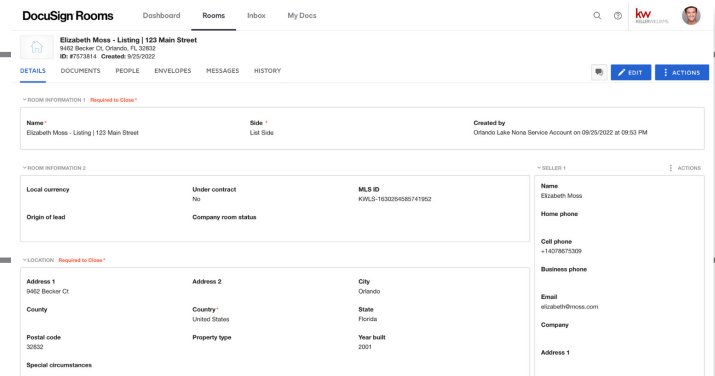 DocuSign Rooms
Dashboard
Rooms
Inbox
My Docs
kw
KELLERWILLIAMS
Elizabeth Moss - Listing | 123 Main Street
9462 Becker Ct, Orlando, FL 32832
ID: #7573814 Created: 9/25/2022
DETAILS
DOCUMENTS
PEOPLE
ENVELOPES
MESSAGES
HISTORY
EDIT
ACTIONS
ROOM INFORMATION 1 Required to Close*
Name*
Elizabeth Moss - Listing | 123 Main Street
Side *
List Side
Created by
Orlando Lake Nona Service Account on 09/25/2022 at 09:53 PM
ROOM INFORMATION 2
Local currency
Under contract
No
MLS ID
KWLS-1630264585741952
Origin of lead
Company room status
LOCATION Required to Close*
Address 1
9462 Becker Ct
Address 2
City
Orlando
County
Country*
United States
State
Florida
Postal code
32832
Property type
Year built
2001
Special circumstances
SELLER 1
ACTIONS
Name
Elizabeth Moss
Home phone
Cell phone
+14078675309
Business phone
Email
elizabeth@moss.com
Company
Address 1